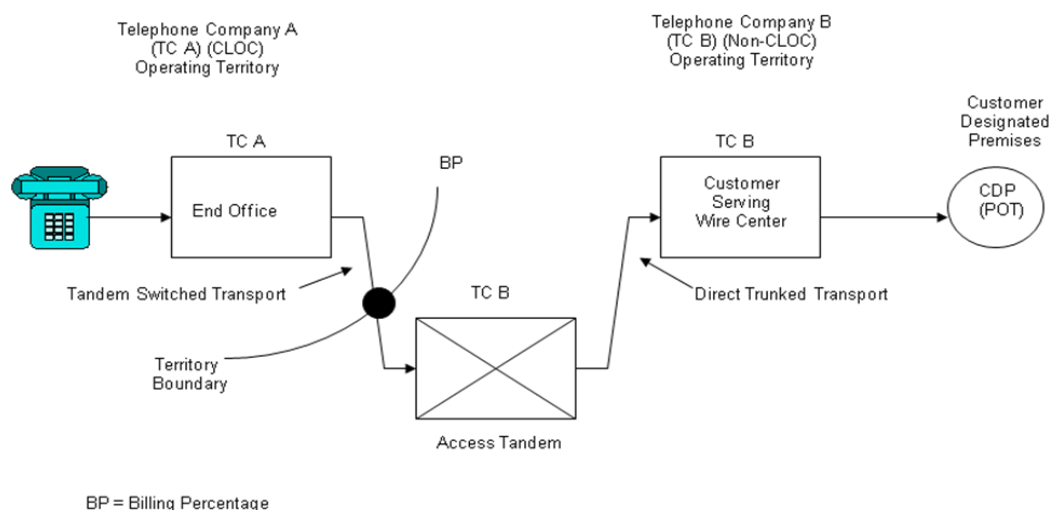 Telephone Company A
(TC A) (CLOC)
Operating Territory
Telephone Company B
(TC B) (Non-CLOC)
Operating Territory
Customer
Designated
Premises
TC A
BP
TC B
End Office
Customer
Serving
Wire Center
CDP
(POT)
Tandem Switched Transport
TC B
Direct Trunked Transport
Territory
Boundary
Access Tandem
BP = Billing Percentage